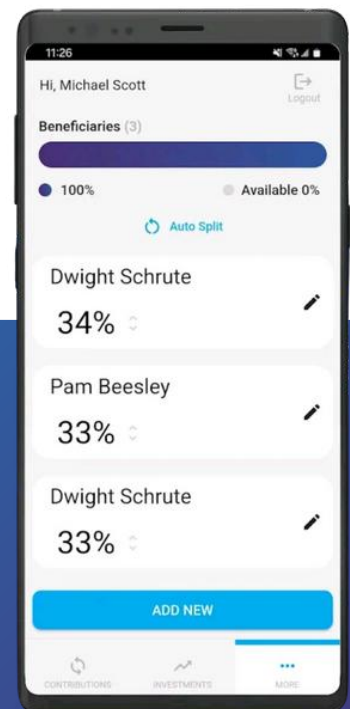 11:26
Hi, Michael Scott
Logout
Beneficiaries (3)
100%
Available 0%
Auto Split
Dwight Schrute
34%
Pam Beesley
33%
Dwight Schrute
33%
ADD NEW
CONTRIBUTIONS
INVESTMENTS
MORE